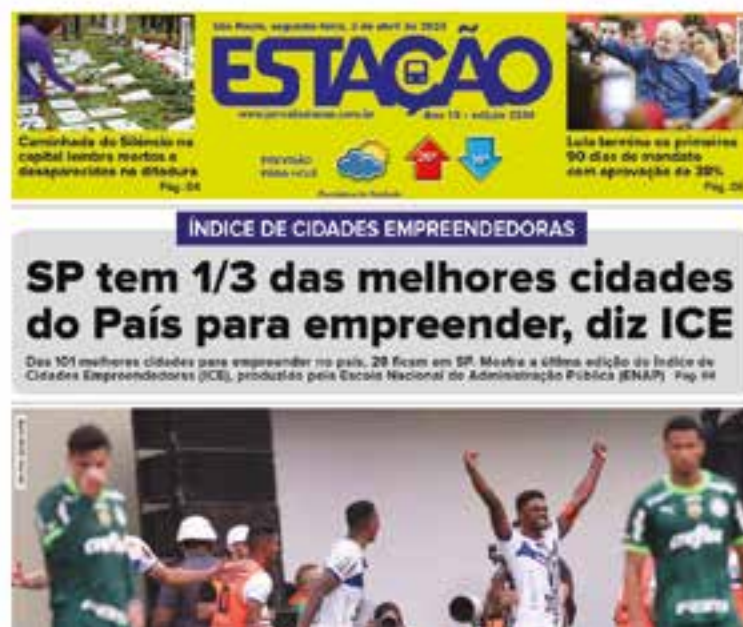 São Paulo, segunda-feira, 3 de abril de 2023
ESTAÇÃO
Caminhada do Silêncio na
capital lembra mortos e
desaparecidos na ditadura
Pág. 04
PREVISÃO
PARA HOJE
Lula termina os primeiros
90 dias de mandato
com aprovação de 38%
Pág.
ÍNDICE DE CIDADES EMPREENDEDORAS
SP tem 1/3 das melhores cidades
do País para empreender, diz ICE
Das 101 melhores cidades para empreender no país, ficam em SP. Mostra a última edição do Índice de
Cidades Empreendedoras (ICE), produzido pela Escola Nacional de Administração Pública (ENAP) Pág. 04